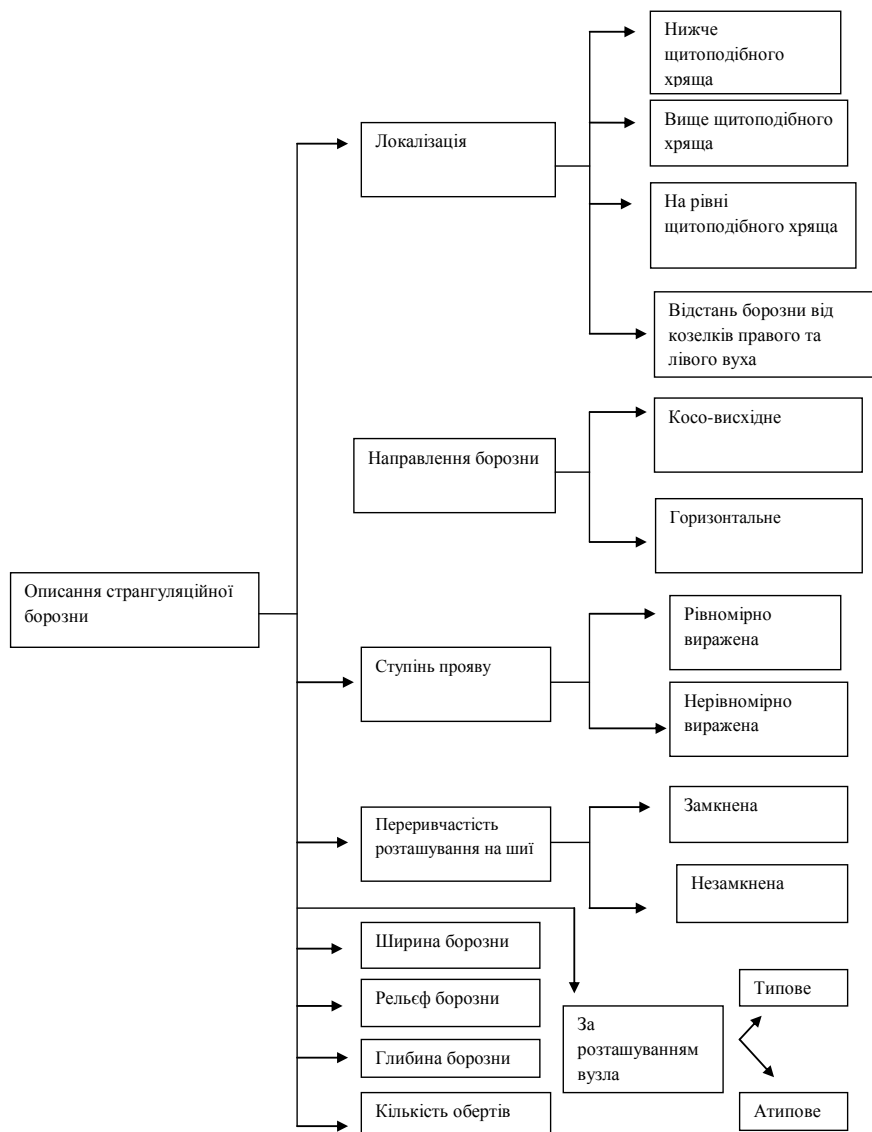 Нижче
щитоподібного
хряща
Локалізація
Вище щитоподібного
хряща
На рівні
щитоподібного хряща
Відстань борозни від
козелків правого та
лівого вуха
Направлення борозни
Косо-висхідне
Горизонтальне
Описання странгуляційної
борозни
Ступінь прояву
Рівномірно
виражена
Нерівномірно
виражена
Переривчастість
розташування на шиї
Замкнена
Незамкнена
Ширина борозни
Рельєф борозни
Глибина борозни
Кількість обертів
За
розташуванням
вузла
Типове
Атипове